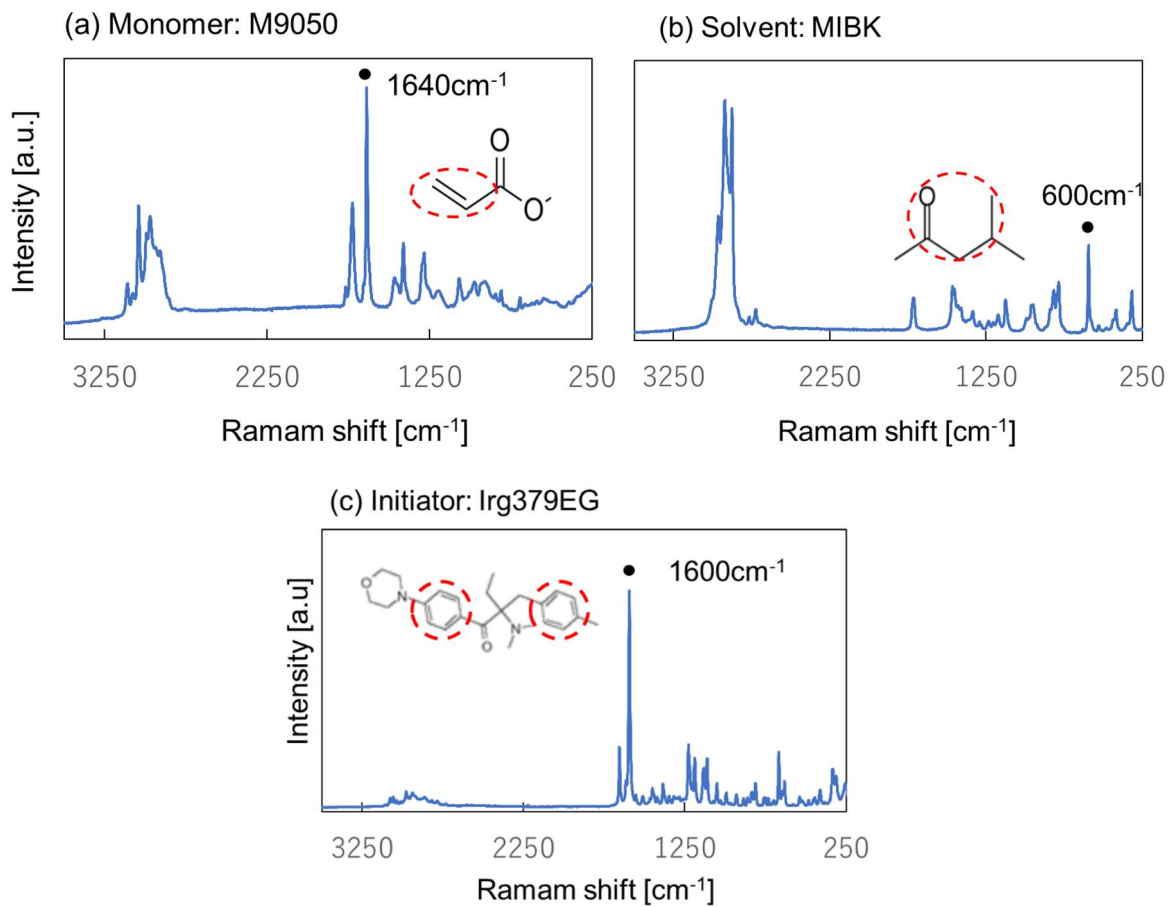 (a) Monomer: M9050
1640cm-1
O
O
Intensity [a.u.]
3250 2250 1250 250
Ramam shift [cm-1]
(b) Solvent: MIBK
600cm-1
O
3250 2250 1250 250
Ramam shift [cm-1]
(c) Initiator: Irg379EG
1600cm-1
O
N
O
N
Intensity [a.u]
3250 2250 1250 250
Ramam shift [cm-1]